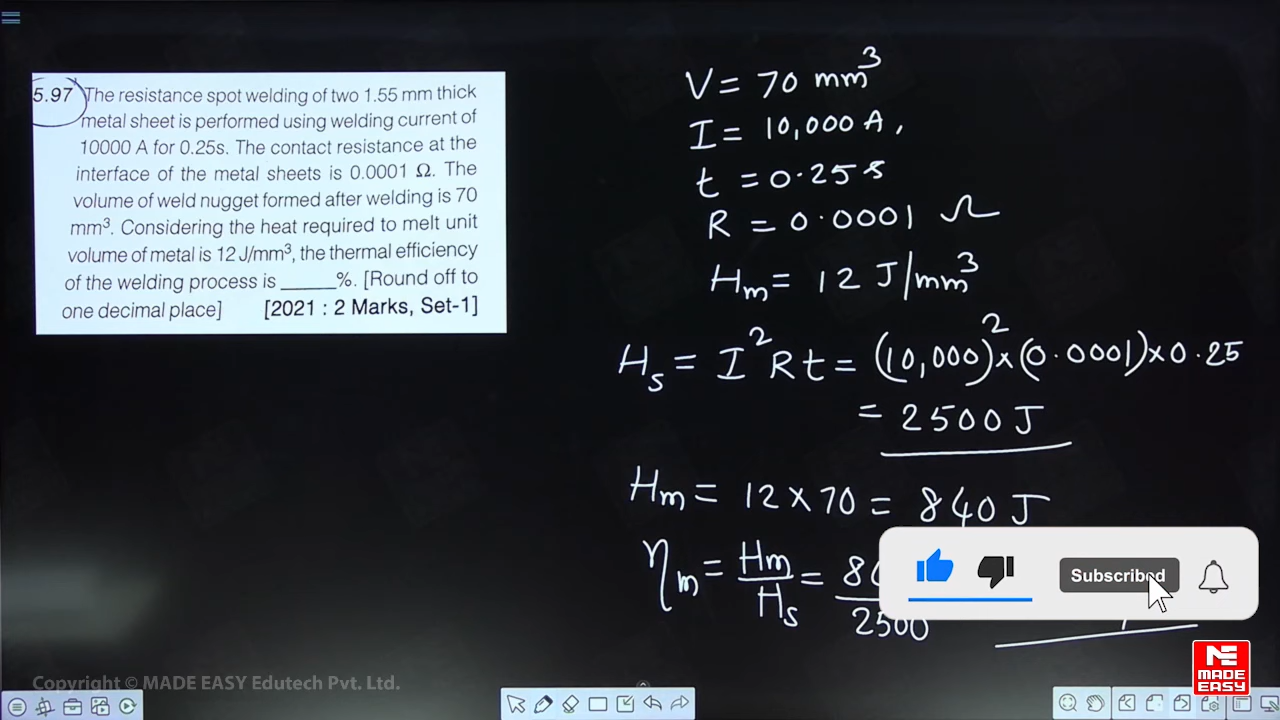 5.97 The resistance spot welding of two 1.55 mm thick
metal sheet is performed using welding current of
10000 A for 0.25s. The contact resistance at the
interface of the metal sheets is 0.0001 Ω. The
volume of weld nugget formed after welding is 70
mm³. Considering the heat required to melt unit
volume of metal is 12 J/mm³, the thermal efficiency
of the welding process is ______%. [Round off to
one decimal place] [2021 : 2 Marks, Set-1]
V = 70 mm³
I = 10,000 A,
t = 0.25 s
R = 0.0001 Ω
Hm = 12 J/mm³
Hs = I²Rt = (10,000)² × (0.0001) × 0.25
= 2500 J
Hm = 12 × 70 = 840 J
ηm = Hm/Hs = 8
2500
Subscribed
MADE
EASY
Copyright © MADE EASY Edutech Pvt. Ltd.